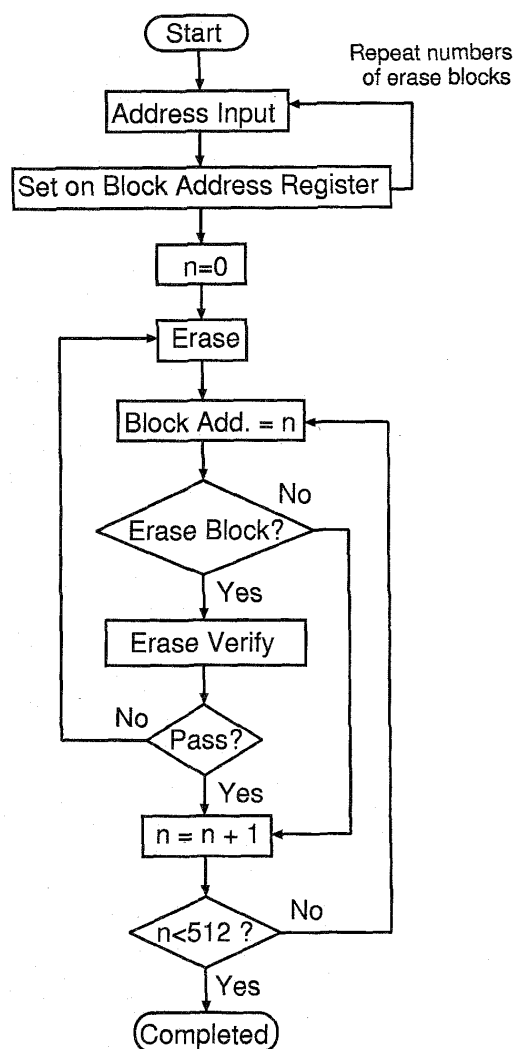 Start
Repeat numbers
of erase blocks
Address Input
Set on Block Address Register
n=0
Erase
Block Add. = n
No
Erase Block?
Yes
Erase Verify
No
Pass?
Yes
n = n + 1
No
n<512 ?
Yes
Completed